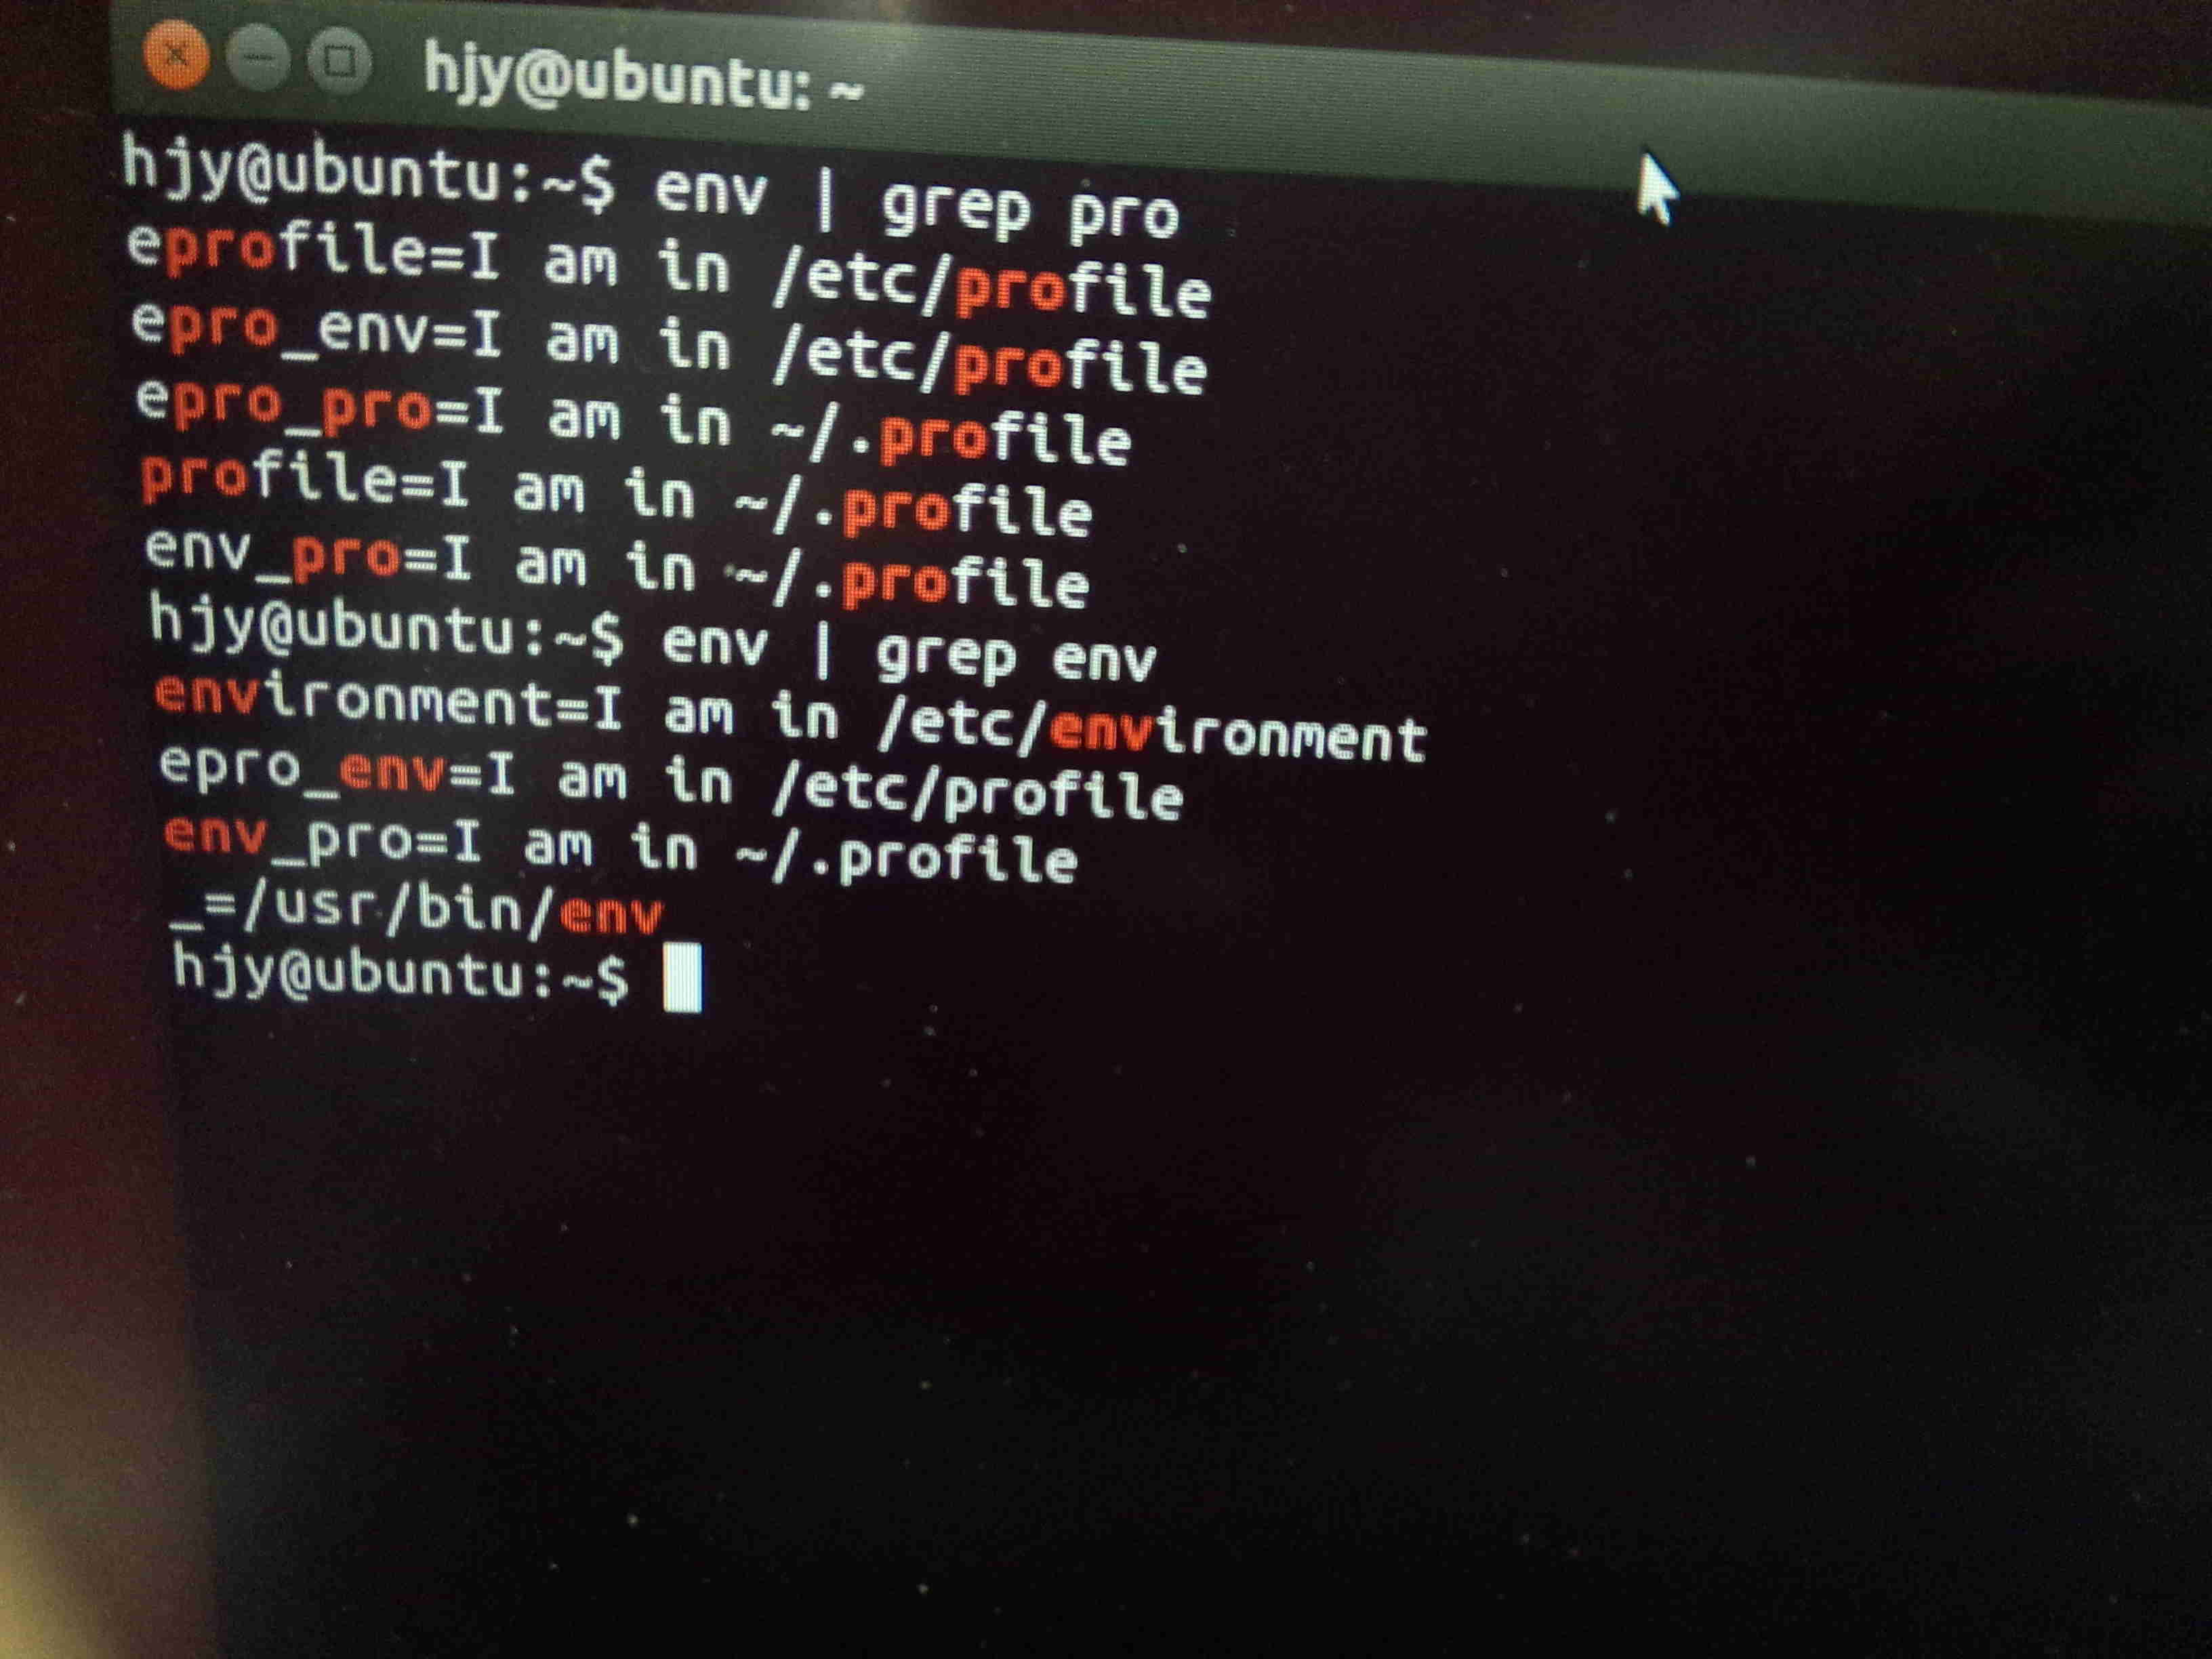 hjy@ubuntu: ~
hjy@ubuntu:~$ env | grep pro
eprofile=I am in /etc/profile
epro_env=I am in /etc/profile
epro_pro=I am in ~/.profile
profile=I am in ~/.profile
env_pro=I am in ~/.profile
hjy@ubuntu:~$ env | grep env
environment=I am in /etc/environment
epro_env=I am in /etc/profile
env_pro=I am in ~/.profile
_=/usr/bin/env
hjy@ubuntu:~$